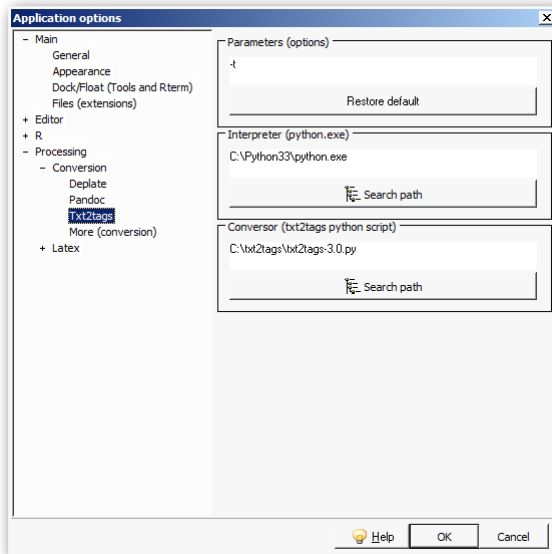 Application options
− Main
General
Appearance
Dock/Float (Tools and Rterm)
Files (extensions)
+ Editor
+ R
− Processing
− Conversion
Deplate
Pandoc
Txt2tags
More (conversion)
+ Latex
Parameters (options)
-t
Restore default
Interpreter (python.exe)
C:\Python33\python.exe
Search path
Conversor (txt2tags python script)
C:\txt2tags\txt2tags-3.0.py
Search path
Help
OK
Cancel